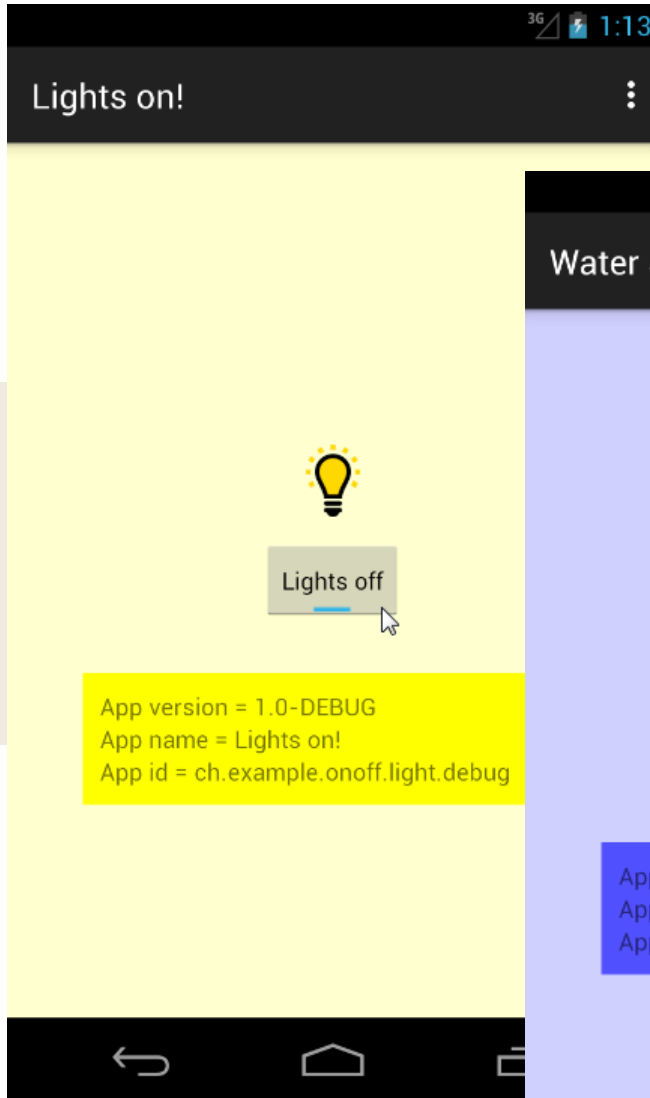 3G 1:13
Lights on!
Water
Lights off
App version = 1.0-DEBUG
App name = Lights on!
App id = ch.example.onoff.light.debug